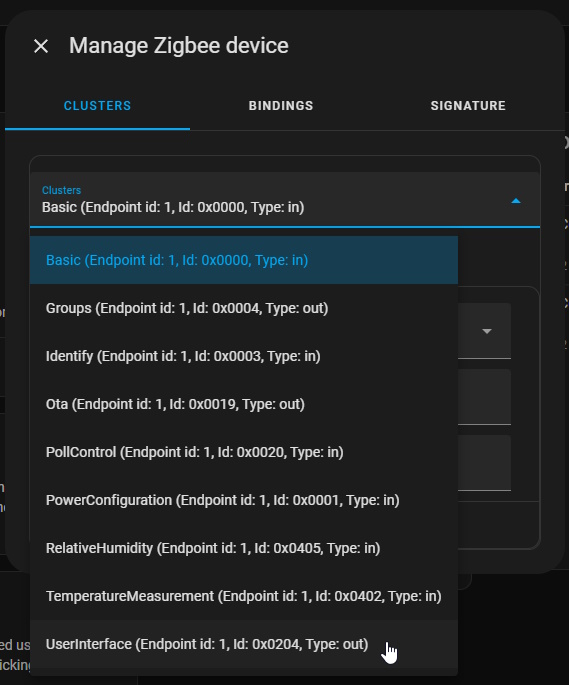 Manage Zigbee device
CLUSTERS BINDINGS SIGNATURE
Clusters
Basic (Endpoint id: 1, Id: 0x0000, Type: in)
Basic (Endpoint id: 1, Id: 0x0000, Type: in)
Groups (Endpoint id: 1, Id: 0x0004, Type: out)
Identify (Endpoint id: 1, Id: 0x0003, Type: in)
Ota (Endpoint id: 1, Id: 0x0019, Type: out)
PollControl (Endpoint id: 1, Id: 0x0020, Type: in)
PowerConfiguration (Endpoint id: 1, Id: 0x0001, Type: in)
RelativeHumidity (Endpoint id: 1, Id: 0x0405, Type: in)
TemperatureMeasurement (Endpoint id: 1, Id: 0x0402, Type: in)
UserInterface (Endpoint id: 1, Id: 0x0204, Type: out)